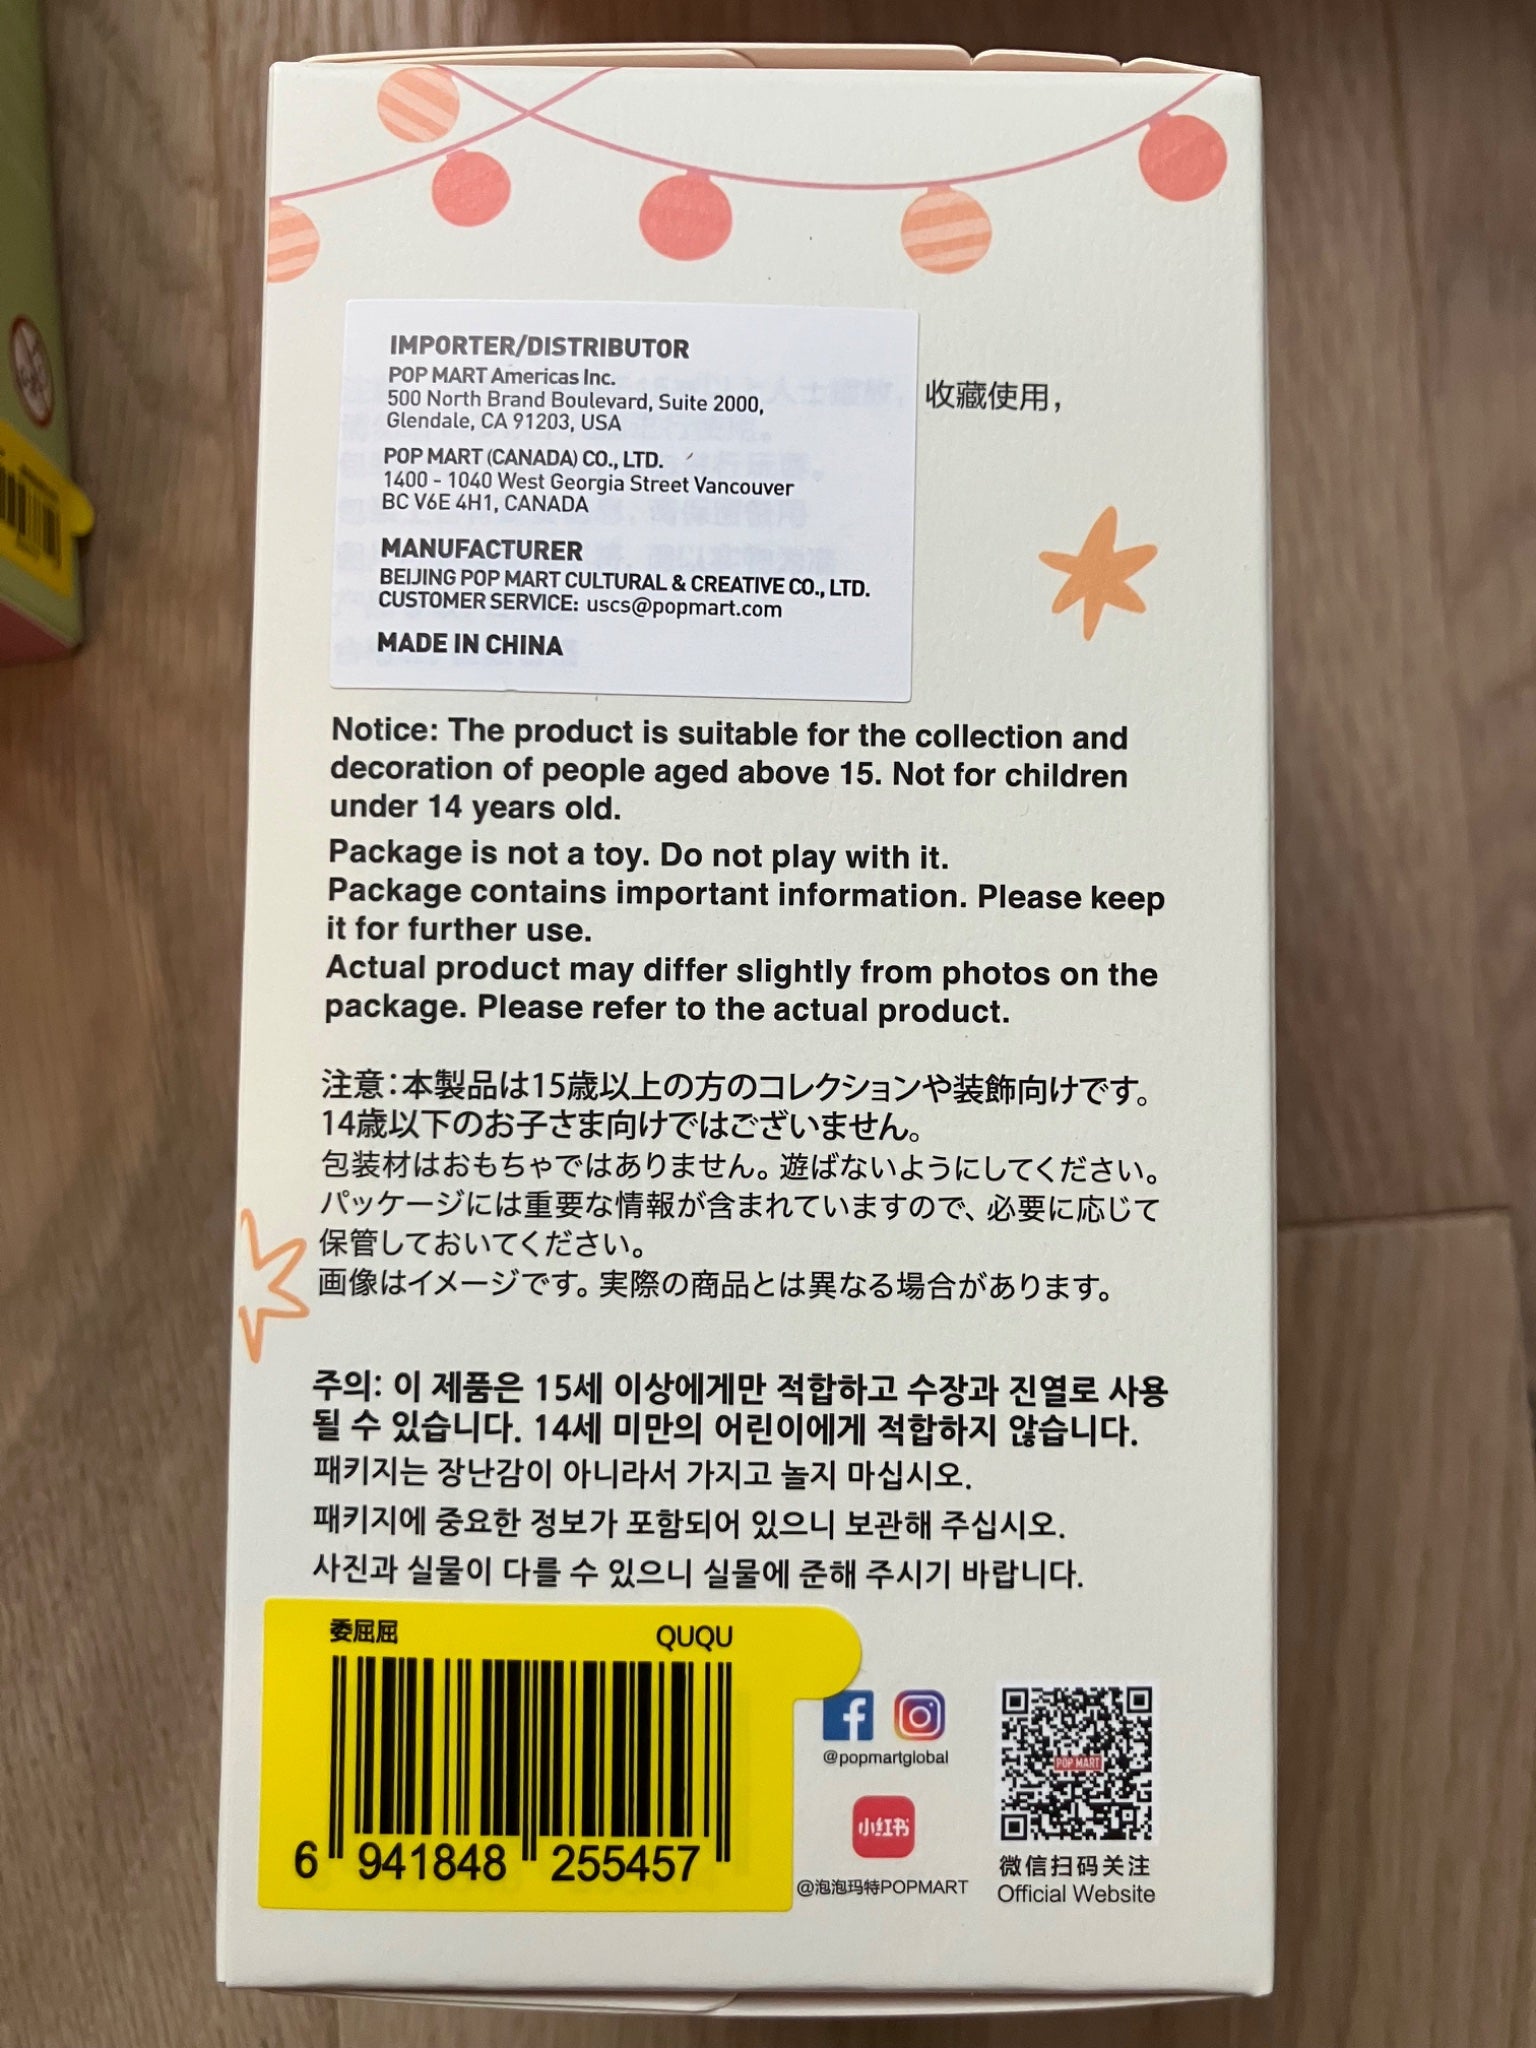 IMPORTER/DISTRIBUTOR
POP MART Americas Inc.
500 North Brand Boulevard, Suite 2000,
Glendale, CA 91203, USA
POP MART (CANADA) CO., LTD.
1400 - 1040 West Georgia Street Vancouver
BC V6E 4H1, CANADA
MANUFACTURER
BEIJING POP MART CULTURAL & CREATIVE CO., LTD.
CUSTOMER SERVICE: uscs@popmart.com
MADE IN CHINA
收藏使用，
Notice: The product is suitable for the collection and
decoration of people aged above 15. Not for children
under 14 years old.
Package is not a toy. Do not play with it.
Package contains important information. Please keep
it for further use.
Actual product may differ slightly from photos on the
package. Please refer to the actual product.
注意：本製品は15歳以上の方のコレクションや装飾向けです。
14歳以下のお子さま向けではございません。
包装材はおもちゃではありません。遊ばないようにしてください。
パッケージには重要な情報が含まれていますので、必要に応じて
保管しておいてください。
画像はイメージです。実際の商品とは異なる場合があります。
주의: 이 제품은 15세 이상에게만 적합하고 수장과 진열로 사용
될 수 있습니다. 14세 미만의 어린이에게 적합하지 않습니다.
패키지는 장난감이 아니라서 가지고 놀지 마십시오.
패키지에 중요한 정보가 포함되어 있으니 보관해 주십시오.
사진과 실물이 다를 수 있으니 실물에 준해 주시기 바랍니다.
委屈屈 QUQU
6 941848 255457
@popmartglobal
小红书
@泡泡玛特POPMART
POP MART
微信扫码关注
Official Website